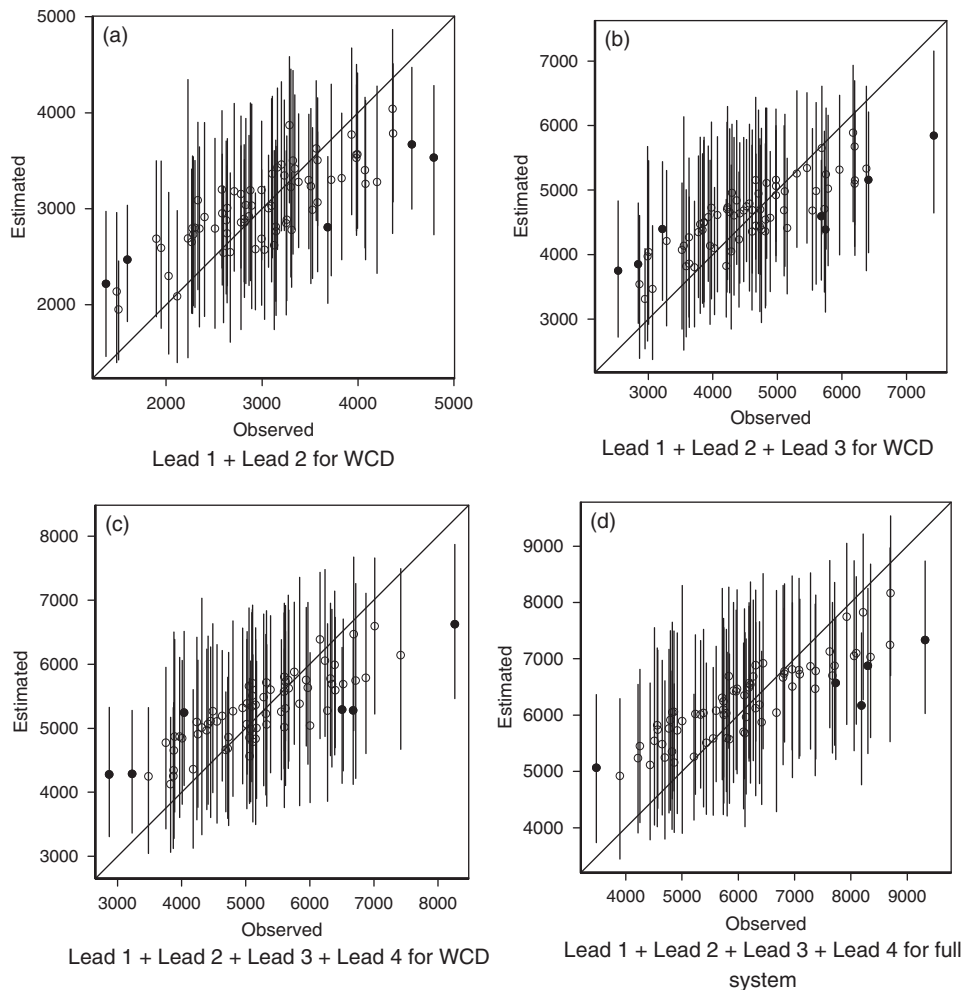 (a)
5000
4000
3000
2000
Estimated
2000 3000 4000 5000
Observed
Lead 1 + Lead 2 for WCD
(b)
7000
6000
5000
4000
3000
Estimated
3000 4000 5000 6000 7000
Observed
Lead 1 + Lead 2 + Lead 3 for WCD
(c)
8000
7000
6000
5000
4000
3000
Estimated
3000 4000 5000 6000 7000 8000
Observed
Lead 1 + Lead 2 + Lead 3 + Lead 4 for WCD
(d)
9000
8000
7000
6000
5000
4000
Estimated
4000 5000 6000 7000 8000 9000
Observed
Lead 1 + Lead 2 + Lead 3 + Lead 4 for full
system